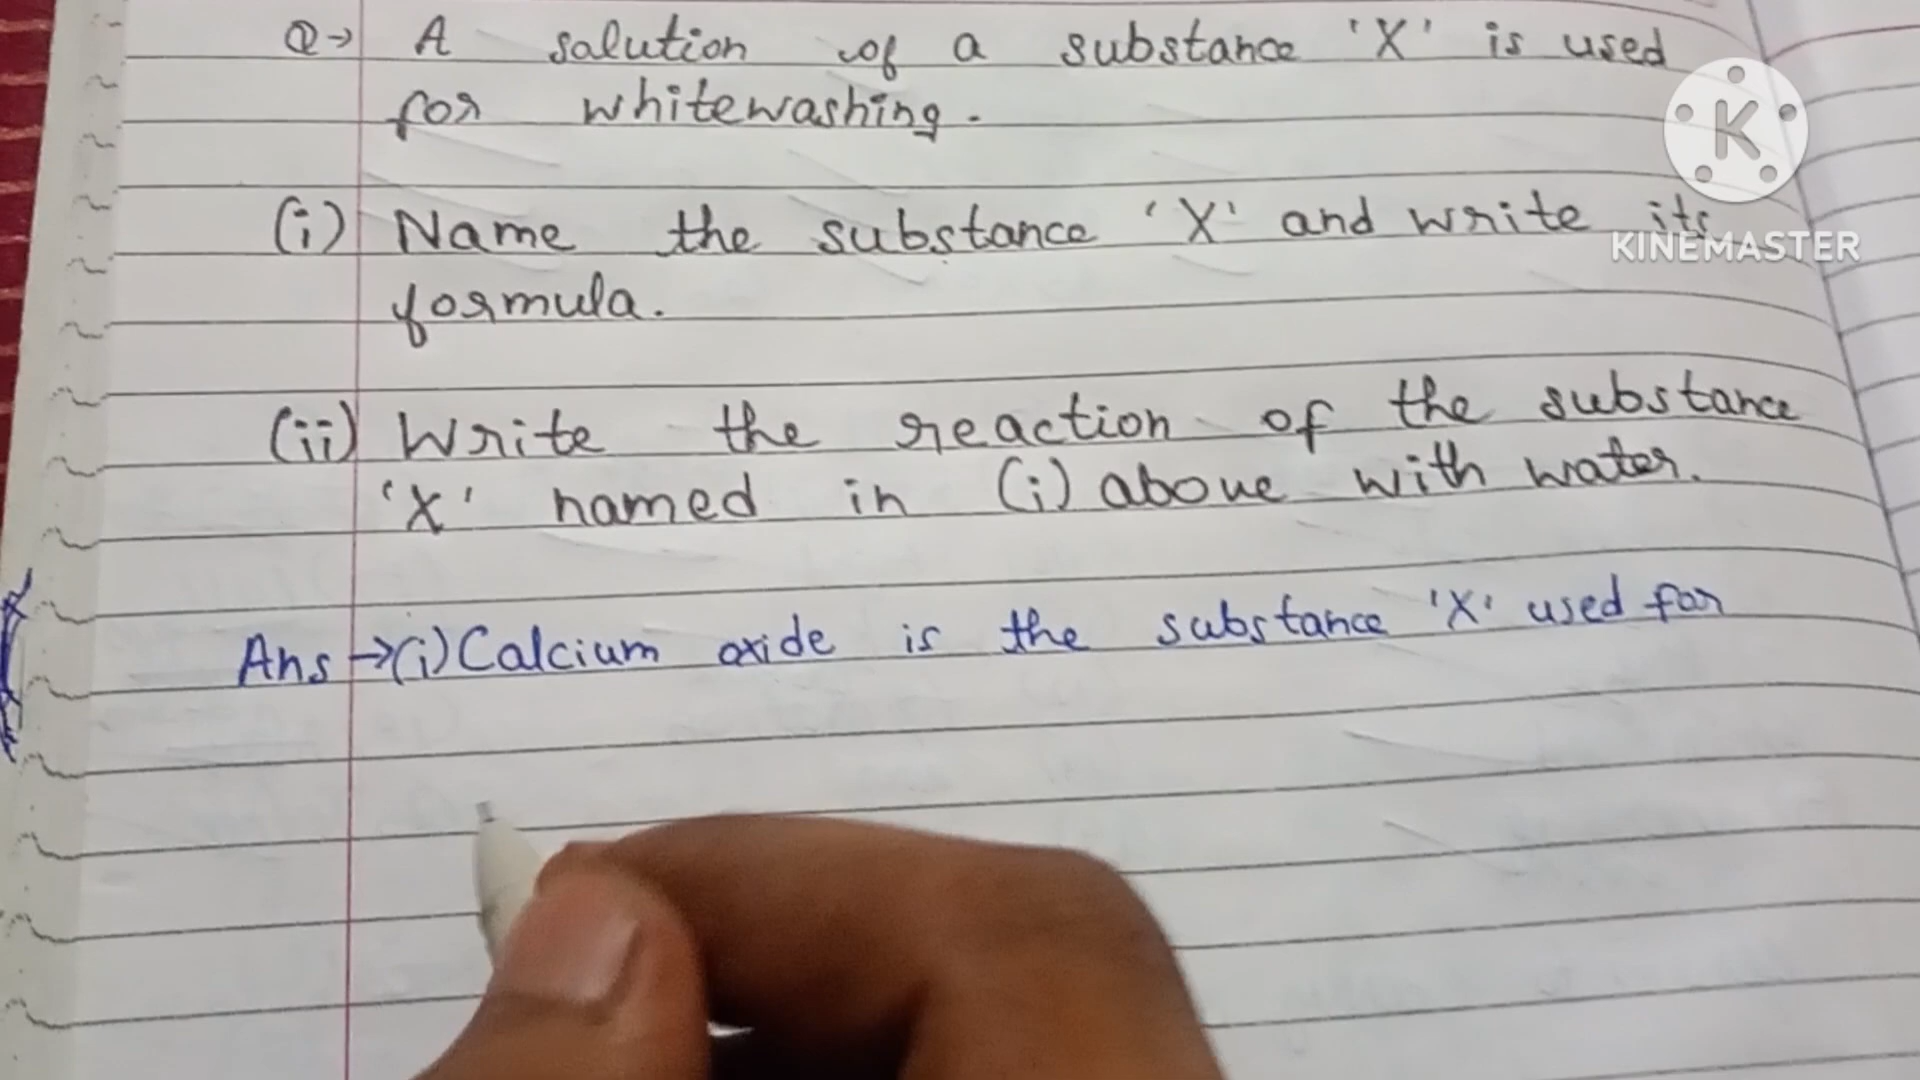 Q→ A solution of a substance 'X' is used
for whitewashing.
(i) Name the substance 'X' and write its
formula.
(ii) Write the reaction of the substance
'X' named in (i) above with water.
Ans →(i) Calcium oxide is the substance 'X' used for
K
KINEMASTER